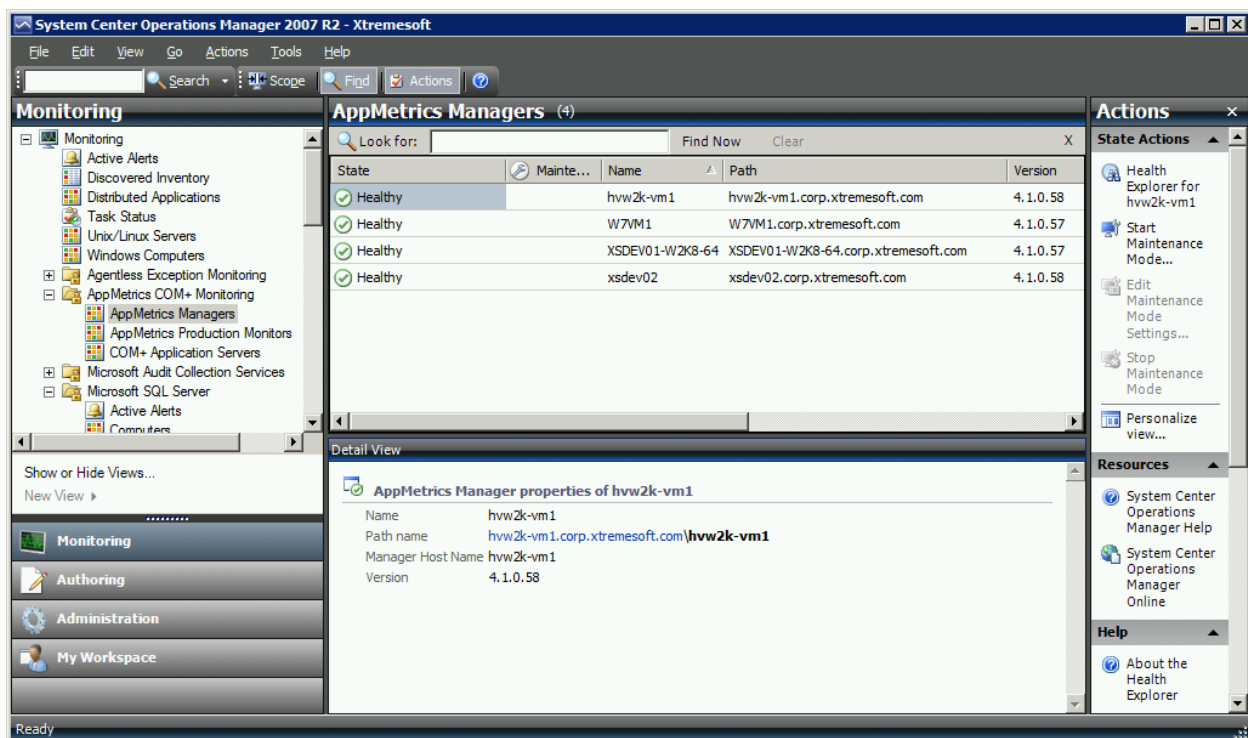 System Center Operations Manager 2007 R2 - Xtremesoft
File Edit View Go Actions Tools Help
Search Scope Find Actions
Monitoring
Monitoring
Active Alerts
Discovered Inventory
Distributed Applications
Task Status
Unix/Linux Servers
Windows Computers
Agentless Exception Monitoring
AppMetrics COM+ Monitoring
AppMetrics Managers
AppMetrics Production Monitors
COM+ Application Servers
Microsoft Audit Collection Services
Microsoft SQL Server
Active Alerts
Computers
Show or Hide Views...
New View
Monitoring
Authoring
Administration
My Workspace
AppMetrics Managers (4)
Look for: Find Now Clear X
State Mainte... Name Path Version
Healthy hvw2k-vm1 hvw2k-vm1.corp.xtremesoft.com 4.1.0.58
Healthy W7VM1 W7VM1.corp.xtremesoft.com 4.1.0.57
Healthy XSDEV01-W2K8-64 XSDEV01-W2K8-64.corp.xtremesoft.com 4.1.0.57
Healthy xsdev02 xsdev02.corp.xtremesoft.com 4.1.0.58
Detail View
AppMetrics Manager properties of hvw2k-vm1
Name hvw2k-vm1
Path name hvw2k-vm1.corp.xtremesoft.com\hvw2k-vm1
Manager Host Name hvw2k-vm1
Version 4.1.0.58
Actions
State Actions
Health
Explorer for
hvw2k-vm1
Start
Maintenance
Mode...
Edit
Maintenance
Mode
Settings...
Stop
Maintenance
Mode
Personalize
view...
Resources
System Center
Operations
Manager Help
System Center
Operations
Manager
Online
Help
About the
Health
Explorer
Ready